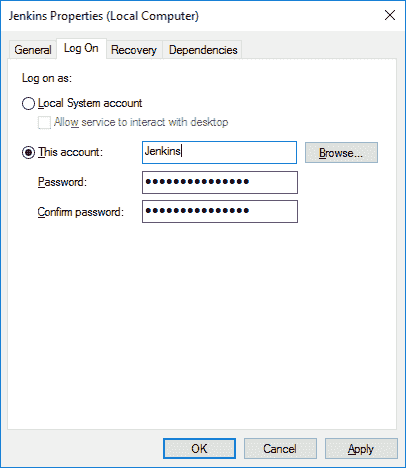 Jenkins Properties (Local Computer)
General Log On Recovery Dependencies
Log on as:
Local System account
Allow service to interact with desktop
This account: Jenkins Browse...
Password: ●●●●●●●●●●●●●●●
Confirm password: ●●●●●●●●●●●●●●●
OK Cancel Apply